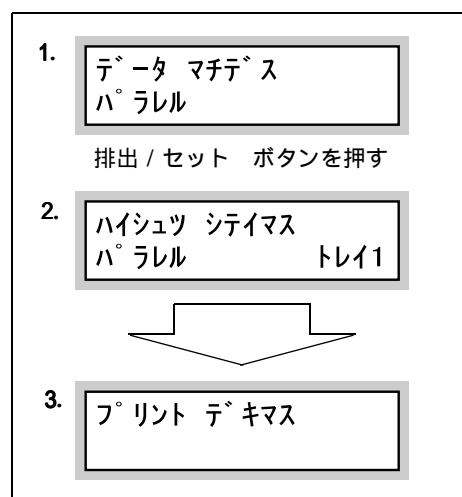 1.
データ マチデス
パラレル
排出 / セット ボタンを押す
2.
ハイシュツ シテイマス
パラレル トレイ1
3.
プリント デキマス